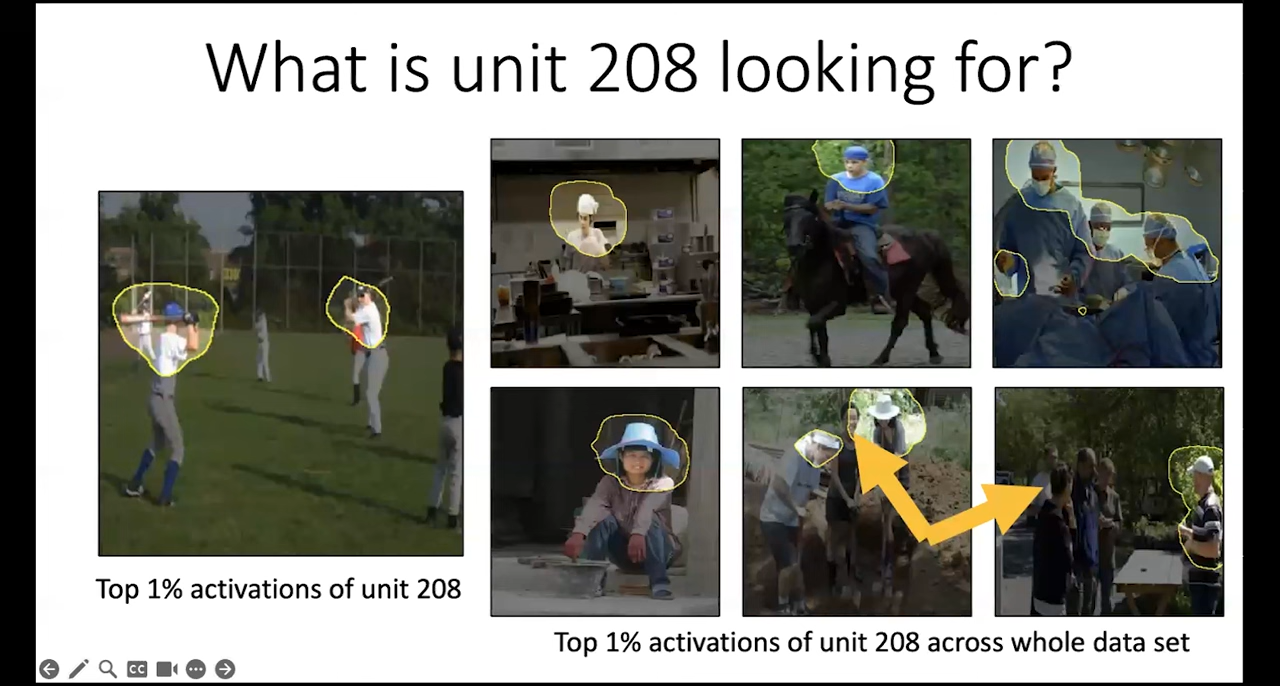 What is unit 208 looking for?
Top 1% activations of unit 208
Top 1% activations of unit 208 across whole data set
CC